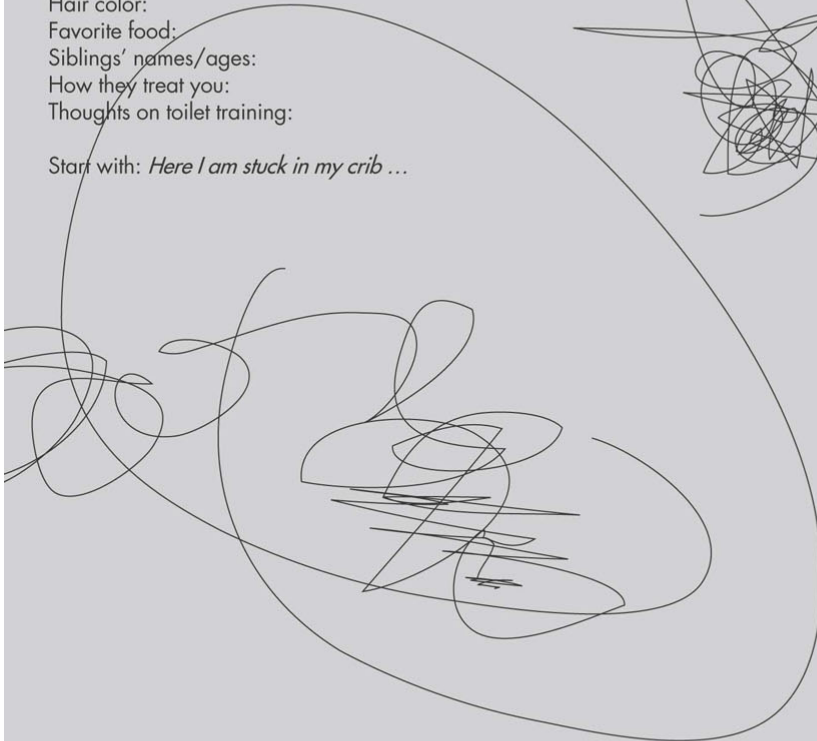 Hair color:
Favorite food:
Siblings’ names/ages:
How they treat you:
Thoughts on toilet training:
Start with: Here I am stuck in my crib …